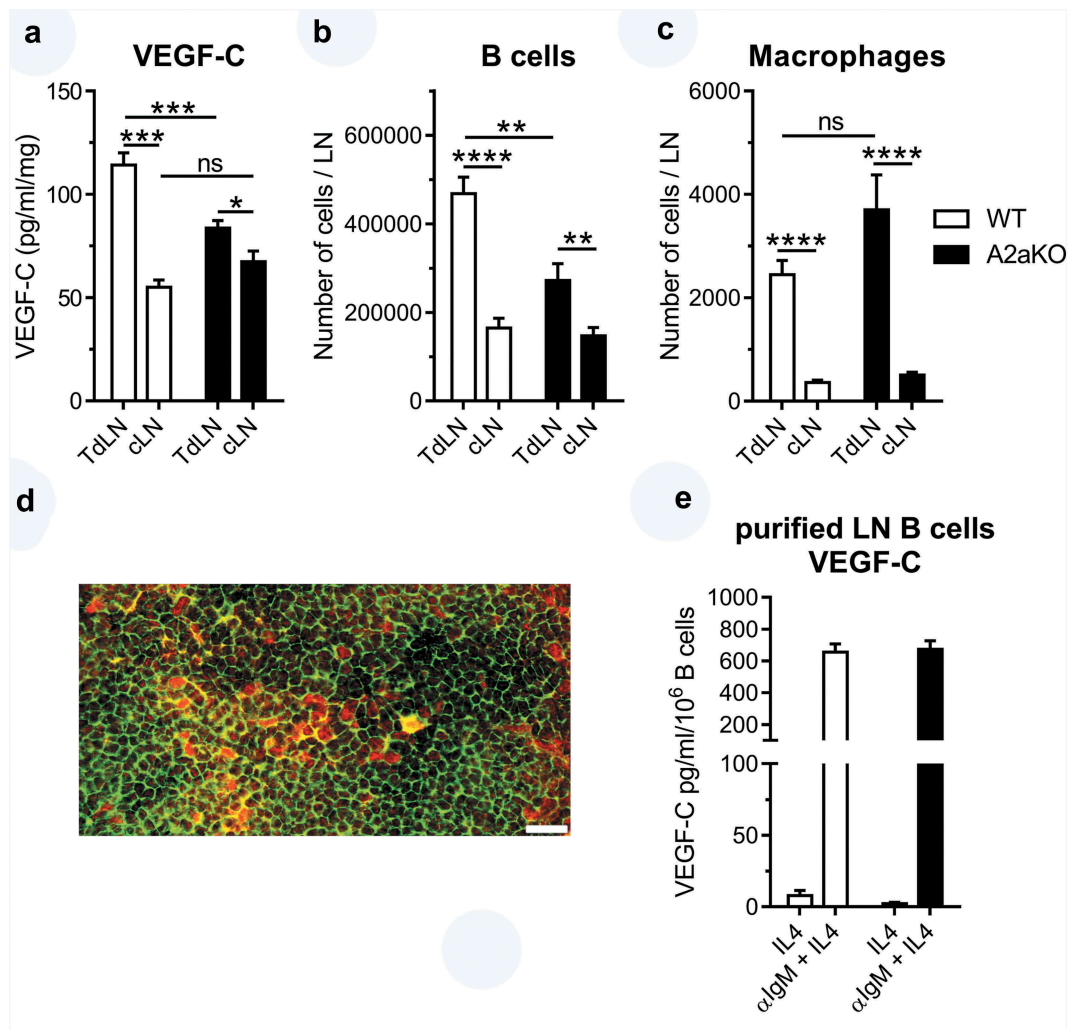 a
VEGF-C
VEGF-C (pg/ml/mg)
150
100
50
0
***
***
ns
*
TdLN
cLN
TdLN
cLN
b
B cells
Number of cells / LN
600000
400000
200000
0
**
****
**
TdLN
cLN
TdLN
cLN
c
Macrophages
Number of cells / LN
6000
4000
2000
0
ns
****
****
TdLN
cLN
TdLN
cLN
WT
A2aKO
d
e
purified LN B cells
VEGF-C
VEGF-C pg/ml/10⁶ B cells
1000
800
600
400
200
100
50
0
IL4
αIgM + IL4
IL4
αIgM + IL4